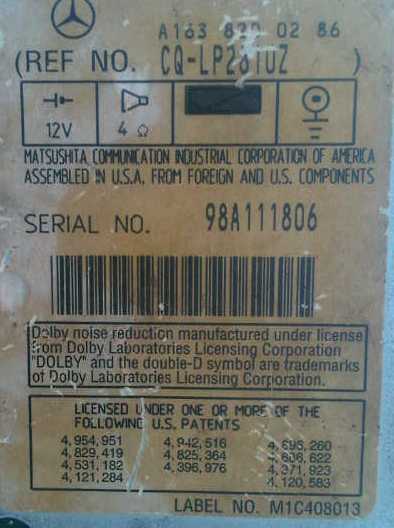 A163 820 02 86
(REF NO. CQ-LP2810Z )
12V
4 Ω
MATSUSHITA COMMUNICATION INDUSTRIAL CORPORATION OF AMERICA
ASSEMBLED IN U.S.A, FROM FOREIGN AND U.S. COMPONENTS
SERIAL NO. 98A111806
Dolby noise reduction manufactured under license
from Dolby Laboratories Licensing Corporation
"DOLBY" and the double-D symbol are trademarks
of Dolby Laboratories Licensing Corporation.
LICENSED UNDER ONE OR MORE OF THE
FOLLOWING U.S. PATENTS
4,954,951 4,942,516 4,695,260
4,829,419 4,825,364
4,531,182 4,396,976 4,371,923
4,121,284 4,120,583
LABEL NO. M1C408013